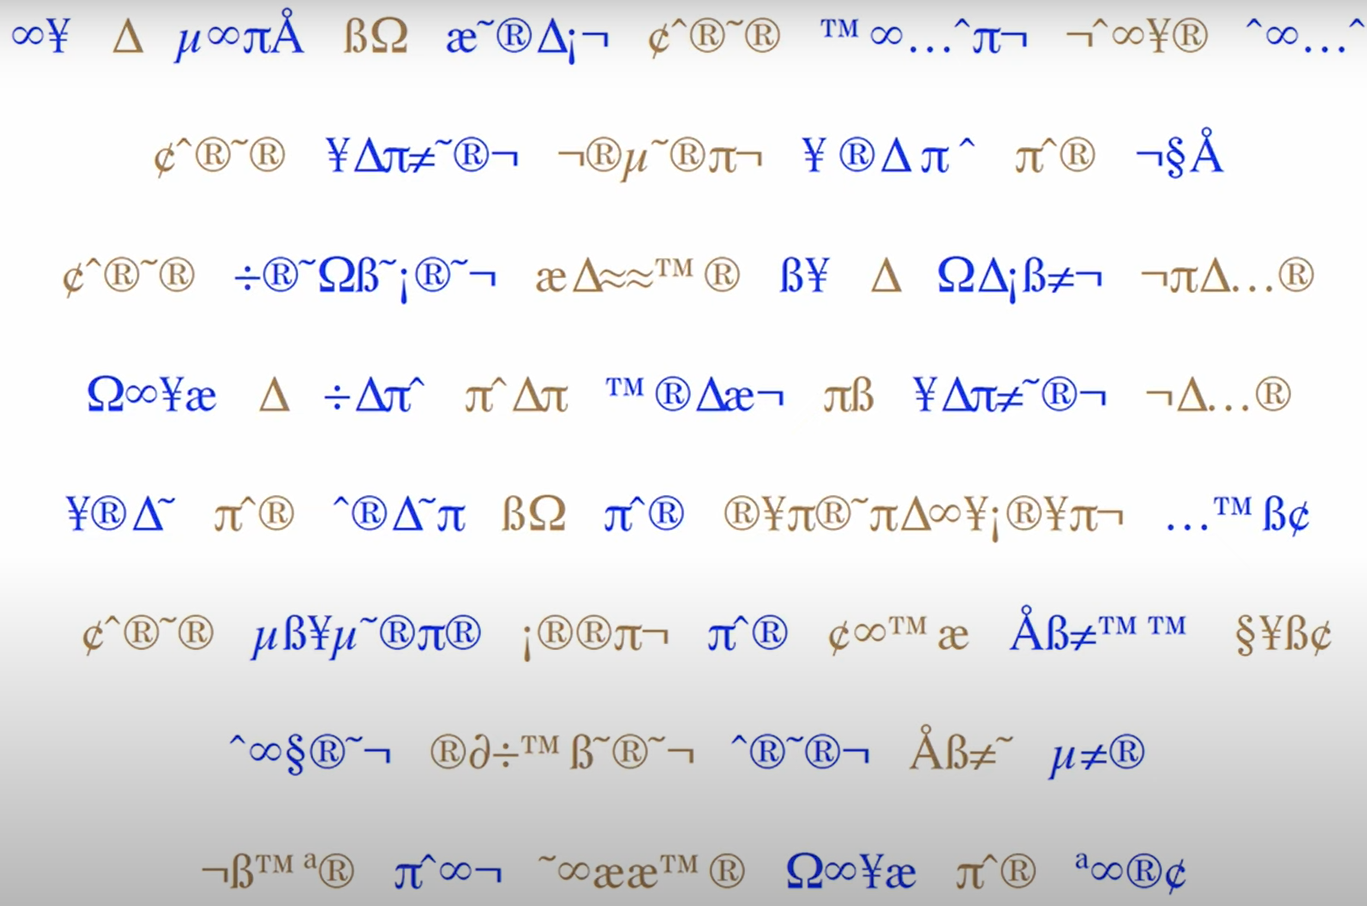 ∞¥ Δ µ∞πÅ ßΩ æ˜®Δ¡¬ ¢ˆ®˜® ™∞…ˆπ¬ ¬ˆ∞¥® ˆ∞…ˆ
¢ˆ®˜® ¥Δπ≠˜®¬ ¬®µ˜®π¬ ¥®Δπˆ πˆ® ¬§Å
¢ˆ®˜® ÷®˜Ωß˜¡®˜¬ æΔ≈≈™® ß¥ Δ ΩΔ¡ß≠¬ ¬πΔ…®
Ω∞¥æ Δ ÷Δπˆ πˆΔπ ™®Δæ¬ πß ¥Δπ≠˜®¬ ¬Δ…®
¥®Δ˜ πˆ® ˆ®Δ˜π ßΩ πˆ® ®¥π®˜πΔ∞¥¡®¥π¬ …™ß¢
¢ˆ®˜® µß¥µ˜®π® ¡®®π¬ πˆ® ¢∞™æ Åß≠™™ §¥ß¢
ˆ∞§®˜¬ ®∂÷™ß˜®˜¬ ˆ®˜®¬ Åß≠˜ µ≠®
¬ß™ª® πˆ∞¬ ˜∞ææ™® Ω∞¥æ πˆ® ª∞®¢